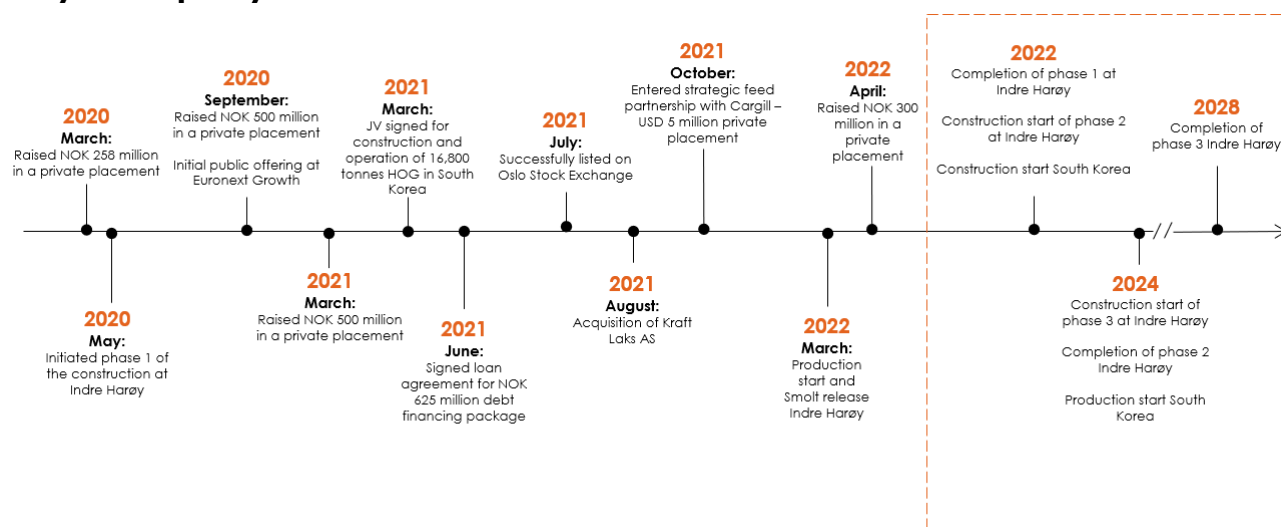 2020
March:
Raised NOK 258 million
in a private placement
2020
May:
Initiated phase 1 of
the construction at
Indre Harøy
2020
September:
Raised NOK 500 million
in a private placement
Initial public offering at
Euronext Growth
2021
March:
Raised NOK 500 million
in a private placement
2021
March:
JV signed for
construction and
operation of 16,800
tonnes HOG in South
Korea
2021
June:
Signed loan
agreement for NOK
625 million debt
financing package
2021
July:
Successfully listed on
Oslo Stock Exchange
2021
August:
Acquisition of Kraft
Laks AS
2021
October:
Entered strategic feed
partnership with Cargill –
USD 5 million private
placement
2022
March:
Production
start and
Smolt release
Indre Harøy
2022
April:
Raised NOK 300
million in a
private
placement
2022
Completion of phase 1 at
Indre Harøy
Construction start of phase 2
at Indre Harøy
Construction start South Korea
2024
Construction start of
phase 3 at Indre Harøy
Completion of phase 2
Indre Harøy
Production start South
Korea
2028
Completion of
phase 3 Indre Harøy